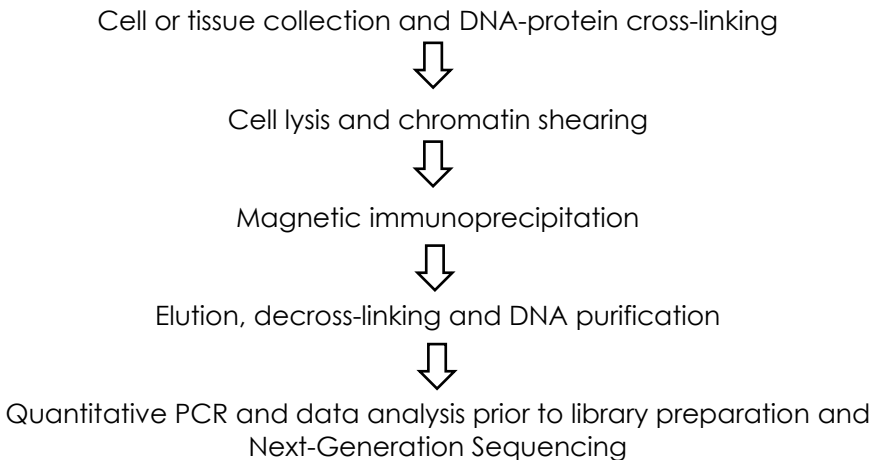 Cell or tissue collection and DNA-protein cross-linking
Cell lysis and chromatin shearing
Magnetic immunoprecipitation
Elution, decross-linking and DNA purification
Quantitative PCR and data analysis prior to library preparation and
Next-Generation Sequencing